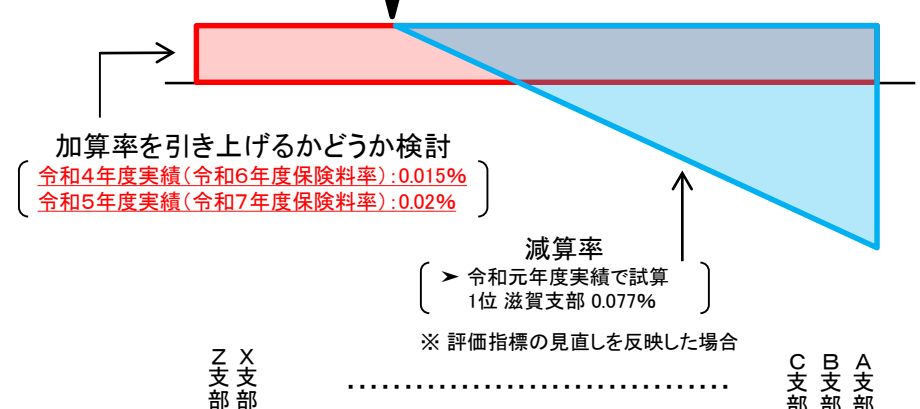 加算率を引き上げるかどうか検討
令和4年度実績(令和6年度保険料率):0.015%
令和5年度実績(令和7年度保険料率):0.02%
減算率
➤ 令和元年度実績で試算
1位 滋賀支部 0.077%
※ 評価指標の見直しを反映した場合
Z支部
X支部
‥‥‥‥‥‥‥‥‥‥‥‥‥‥‥‥‥
C支部
B支部
A支部